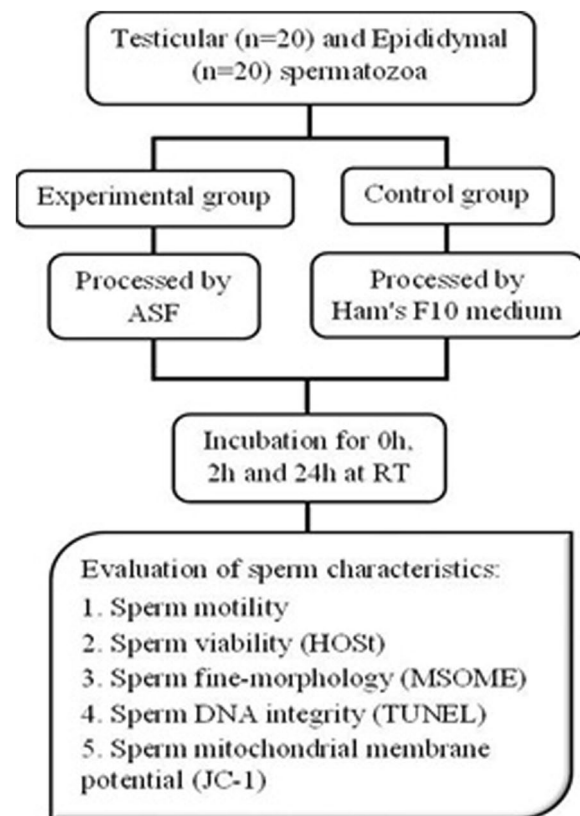 Testicular (n=20) and Epididymal
(n=20) spermatozoa
Experimental group
Control group
Processed by
ASF
Processed by
Ham's F10 medium
Incubation for 0h,
2h and 24h at RT
Evaluation of sperm characteristics:
1. Sperm motility
2. Sperm viability (HOSt)
3. Sperm fine-morphology (MSOME)
4. Sperm DNA integrity (TUNEL)
5. Sperm mitochondrial membrane
potential (JC-1)